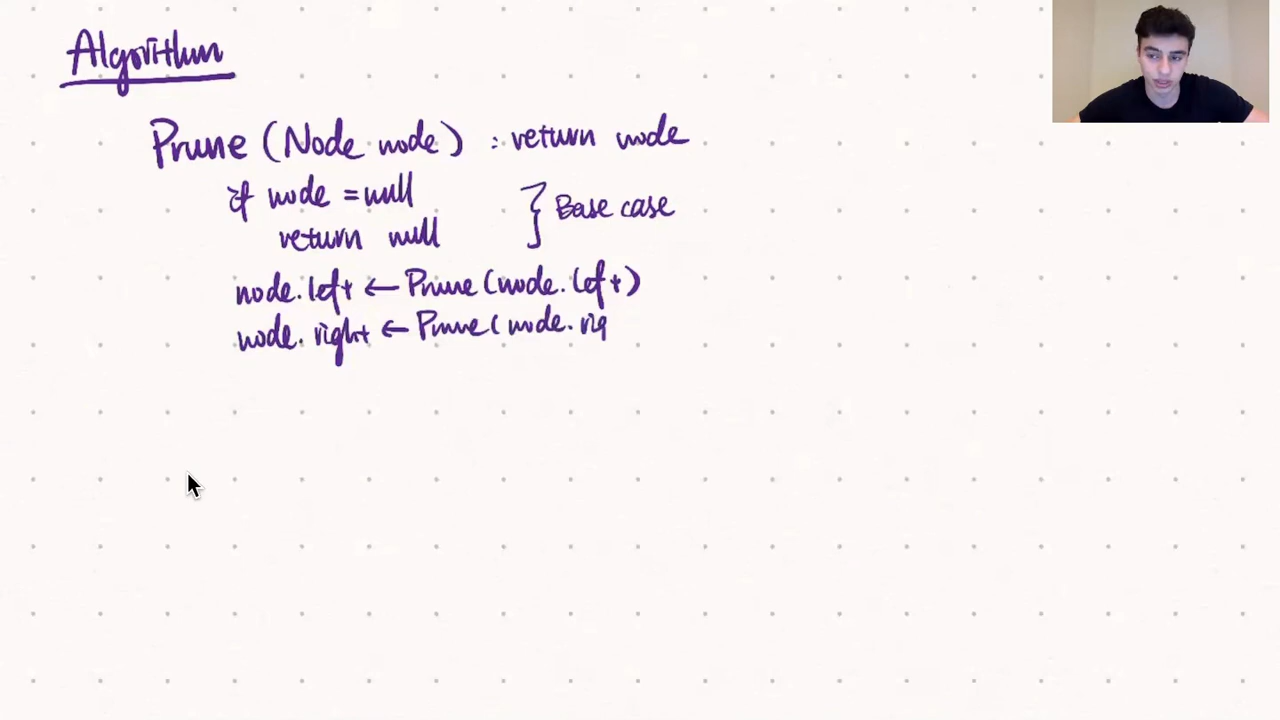 Algorithm
Prune (Node node) : return node
if node = null
return null
} Base case
node.left ← Prune (node.left)
node.right ← Prune ( node.rig